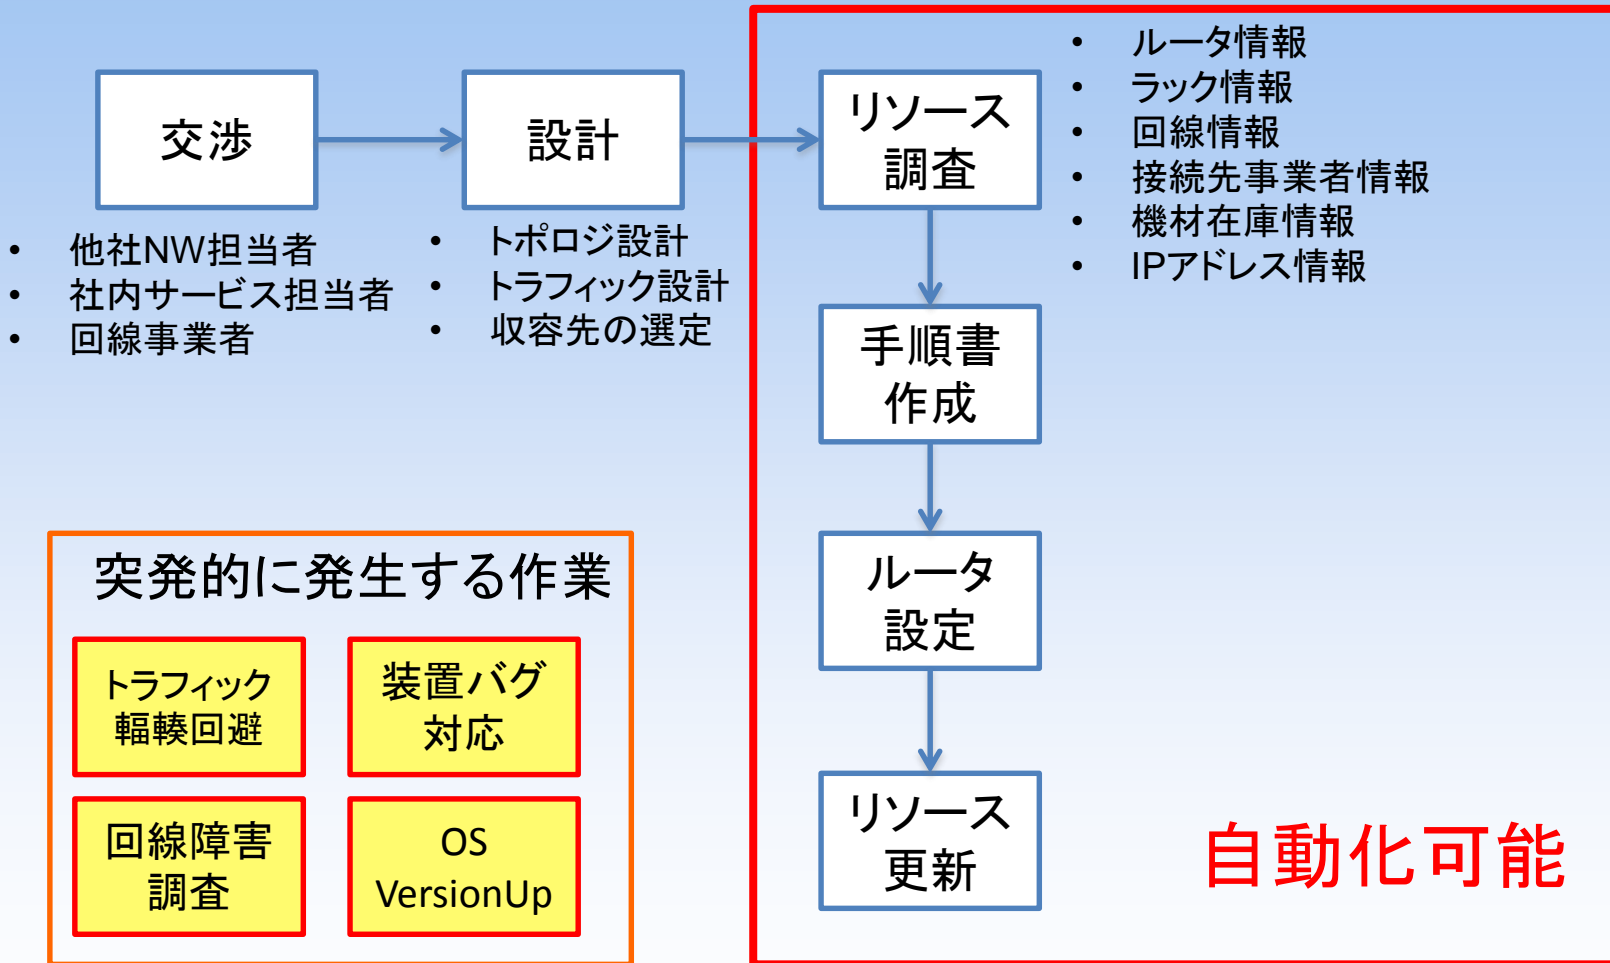 交渉
• 他社NW担当者
• 社内サービス担当者
• 回線事業者
設計
• トポロジ設計
• トラフィック設計
• 収容先の選定
リソース
調査
• ルータ情報
• ラック情報
• 回線情報
• 接続先事業者情報
• 機材在庫情報
• IPアドレス情報
手順書
作成
ルータ
設定
リソース
更新
自動化可能
突発的に発生する作業
トラフィック
輻輳回避
装置バグ
対応
回線障害
調査
OS
VersionUp